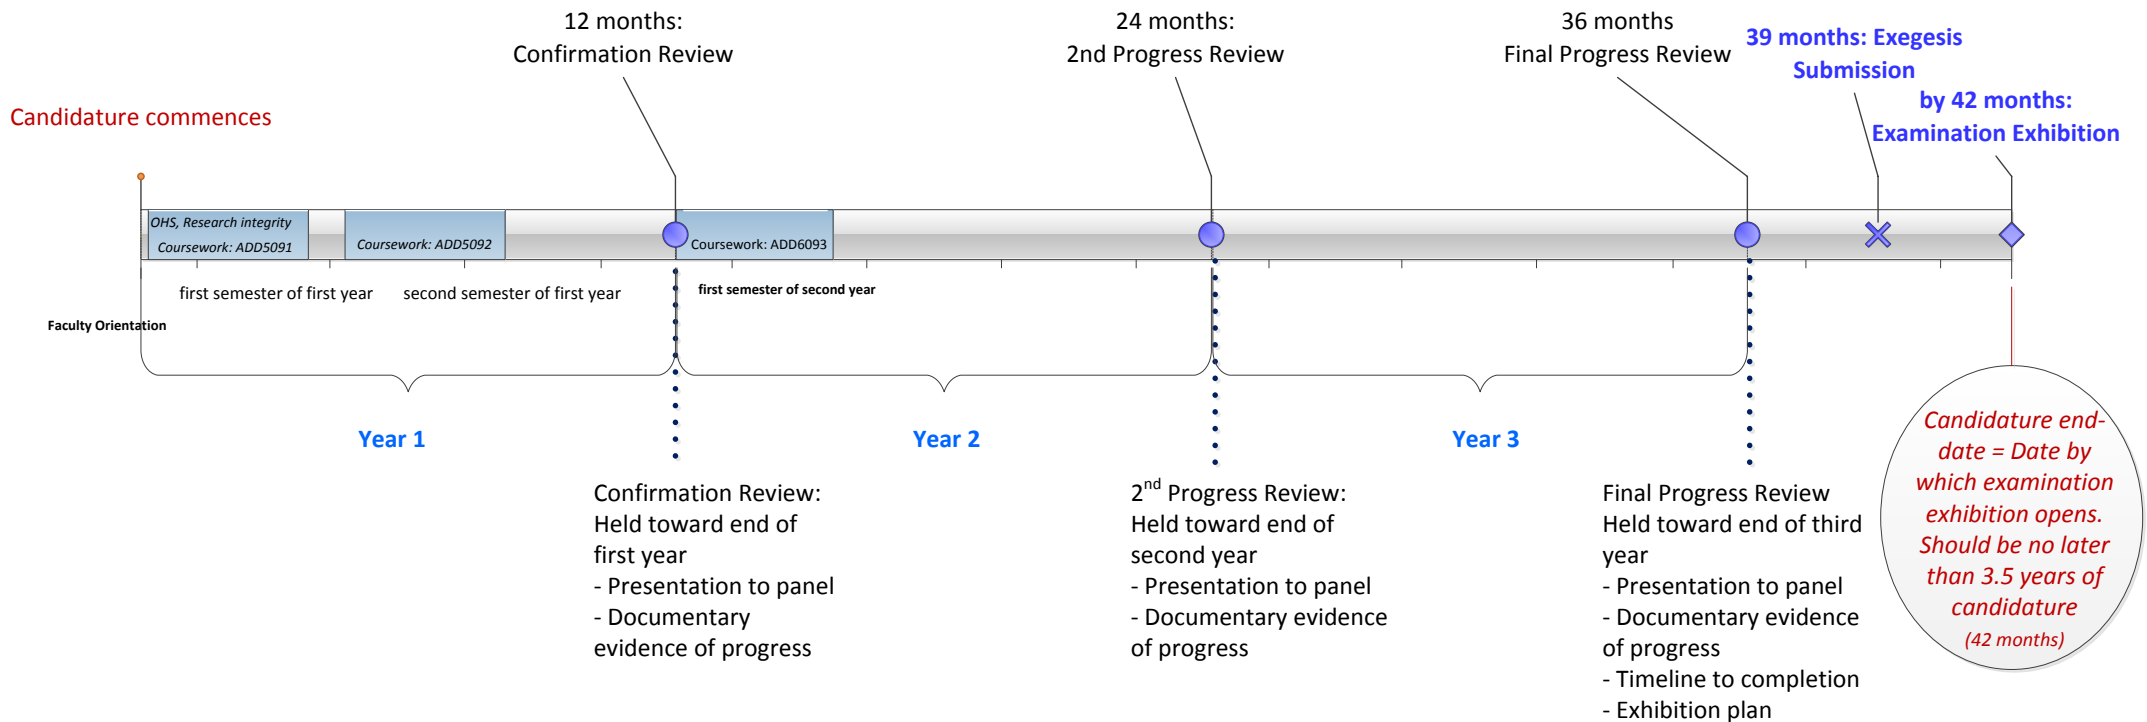 12 months:
Confirmation Review
24 months:
2nd Progress Review
36 months
Final Progress Review
39 months: Exegesis
Submission
by 42 months:
Examination Exhibition
Candidature commences
OHS, Research integrity
Coursework: ADD5091
Coursework: ADD5092
Coursework: ADD6093
first semester of first year
second semester of first year
first semester of second year
Faculty Orientation
Year 1
Year 2
Year 3
Confirmation Review:
Held toward end of
first year
- Presentation to panel
- Documentary
evidence of progress
2nd Progress Review:
Held toward end of
second year
- Presentation to panel
- Documentary evidence
of progress
Final Progress Review
Held toward end of third
year
- Presentation to panel
- Documentary evidence
of progress
- Timeline to completion
- Exhibition plan
Candidature end-
date = Date by
which examination
exhibition opens.
Should be no later
than 3.5 years of
candidature
(42 months)